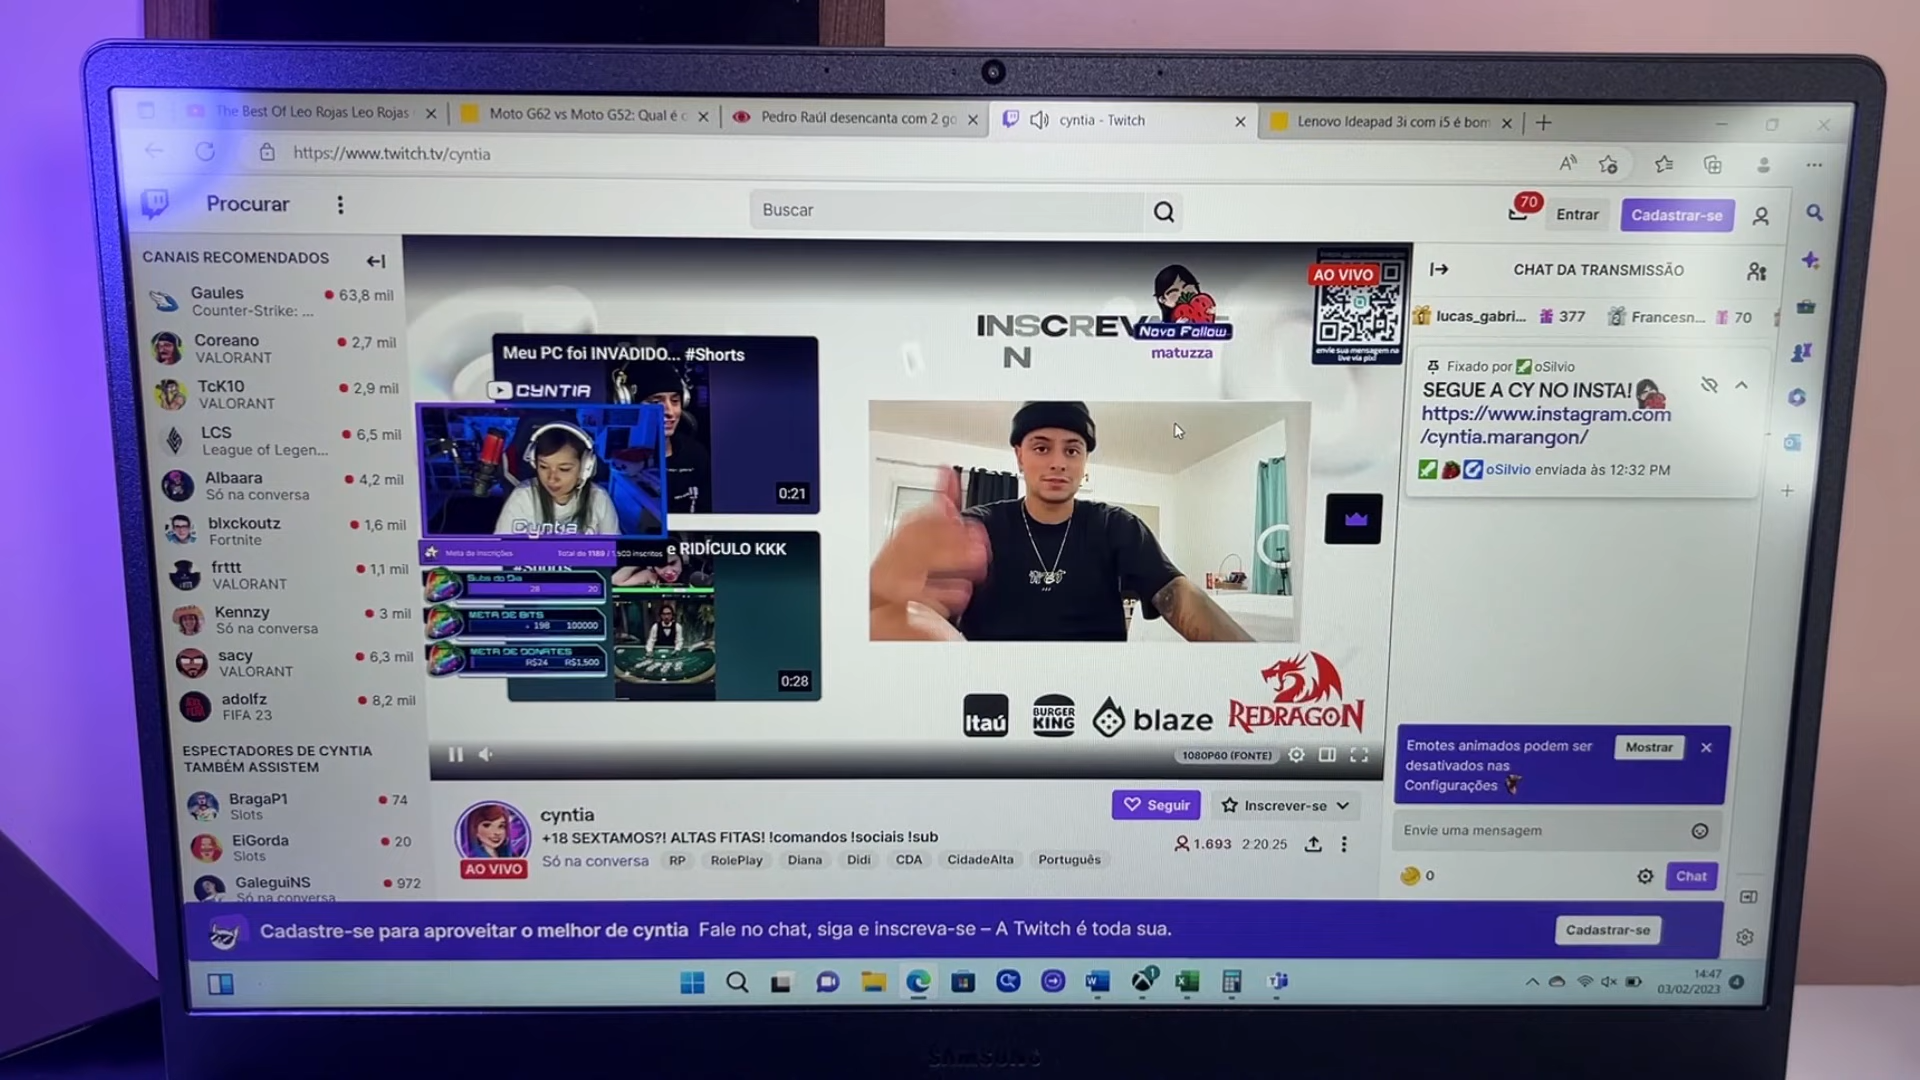 The Best Of Leo Rojas Leo Rojas
Moto G62 vs Moto G52: Qual é c
Pedro Raúl desencanta com 2 go
cyntia - Twitch
Lenovo Ideapad 3i com i5 é bom
https://www.twitch.tv/cyntia
Procurar
Buscar
70
Entrar
Cadastrar-se
CANAIS RECOMENDADOS
Gaules
63,8 mil
Counter-Strike: ...
Coreano
2,7 mil
VALORANT
TcK10
2,9 mil
VALORANT
LCS
6,5 mil
League of Legen...
Albaara
4,2 mil
Só na conversa
blxckoutz
1,6 mil
Fortnite
frttt
1,1 mil
VALORANT
Kennzy
3 mil
Só na conversa
sacy
6,3 mil
VALORANT
adolfz
8,2 mil
FIFA 23
ESPECTADORES DE CYNTIA
TAMBÉM ASSISTEM
BragaP1
74
Slots
EiGorda
20
Slots
GaleguiNS
972
Só na conversa
Meu PC foi INVADIDO... #Shorts
CYNTIA
0:21
Cyntia
Meta de Inscrições
Total de 1189 / 1,500 inscritos
e RIDÍCULO KKK
#Shorts
Subs do Dia
28 20
META DE BITS
198 100000
META DE DONATES
R$24 R$1,500
0:28
INSCREV
N
Novo Follow
matuzza
AO VIVO
envie sua mensagem na
live via pix!
Itaú
BURGER
KING
blaze
REDRAGON
1080P60 (FONTE)
cyntia
+18 SEXTAMOS?! ALTAS FITAS! !comandos !sociais !sub
AO VIVO
Só na conversa
RP
RolePlay
Diana
Didi
CDA
CidadeAlta
Português
Seguir
Inscrever-se
1.693
2:20:25
CHAT DA TRANSMISSÃO
1 lucas_gabri... 377
2 Francesn... 70
Fixado por oSilvio
SEGUE A CY NO INSTA!
https://www.instagram.com
/cyntia.marangon/
oSilvio enviada às 12:32 PM
Emotes animados podem ser
desativados nas
Configurações
Mostrar
Envie uma mensagem
0
Chat
Cadastre-se para aproveitar o melhor de cyntia Fale no chat, siga e inscreva-se – A Twitch é toda sua.
Cadastrar-se
14:47
03/02/2023
4
SAMSUNG